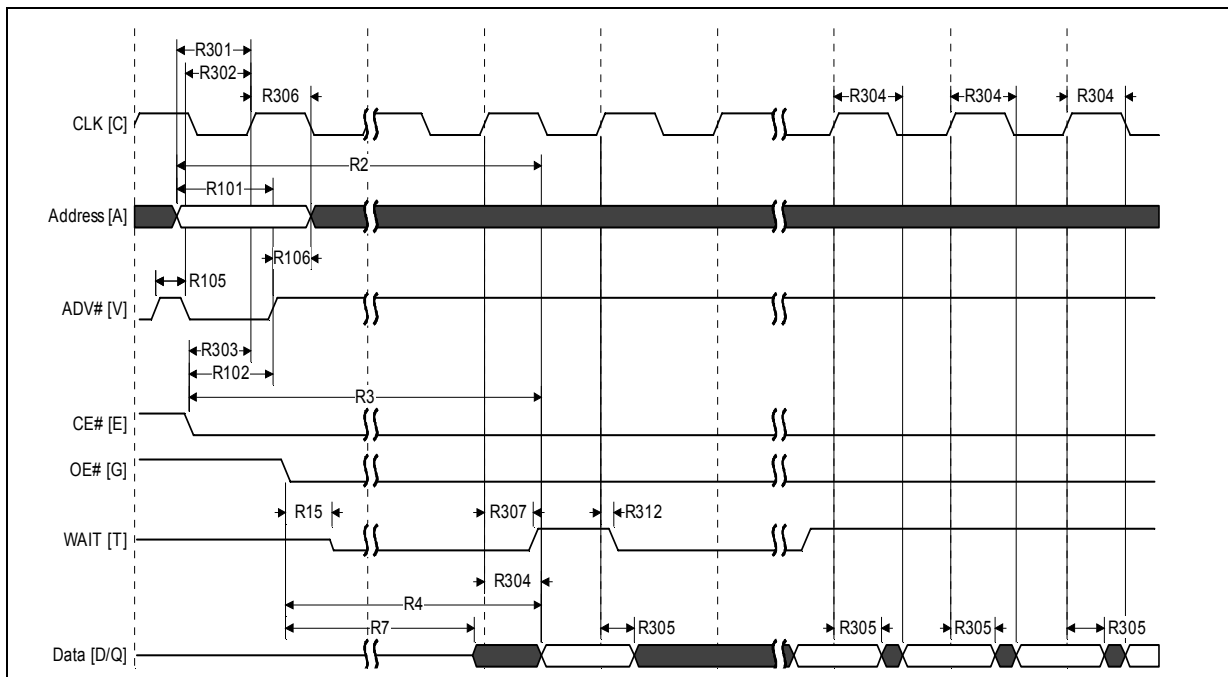 R301
R302
R306
R304 R304 R304
CLK [C]
R2
R101
Address [A]
R106
R105
ADV# [V]
R303
R102
R3
CE# [E]
OE# [G]
R15 R307 R312
WAIT [T]
R304
R4
R7
R305 R305 R305 R305
Data [D/Q]